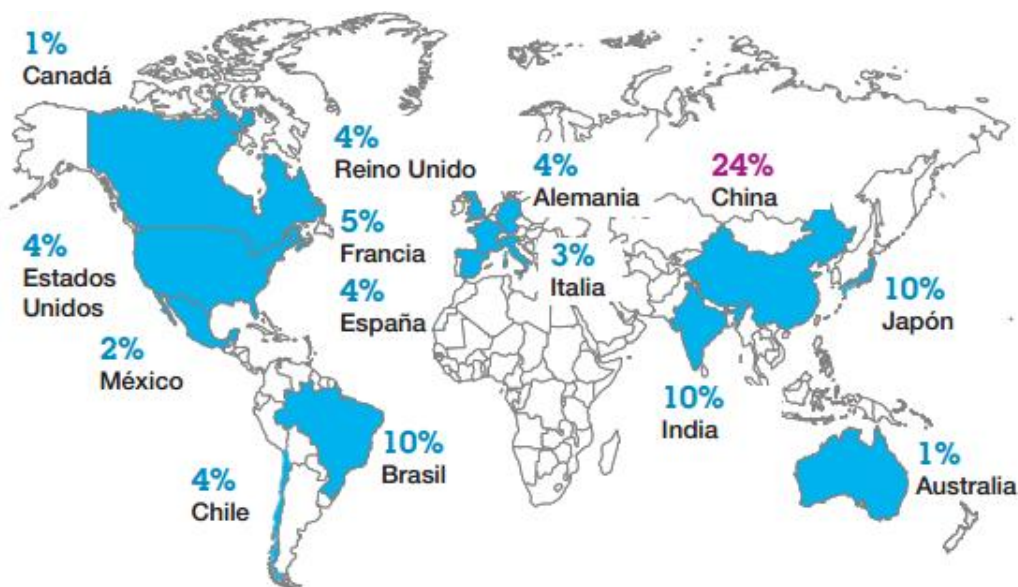 1%
Canadá
4%
Reino Unido
4%
Alemania
24%
China
4%
Estados
Unidos
5%
Francia
3%
Italia
10%
Japón
4%
España
2%
México
10%
India
10%
Brasil
4%
Chile
1%
Australia